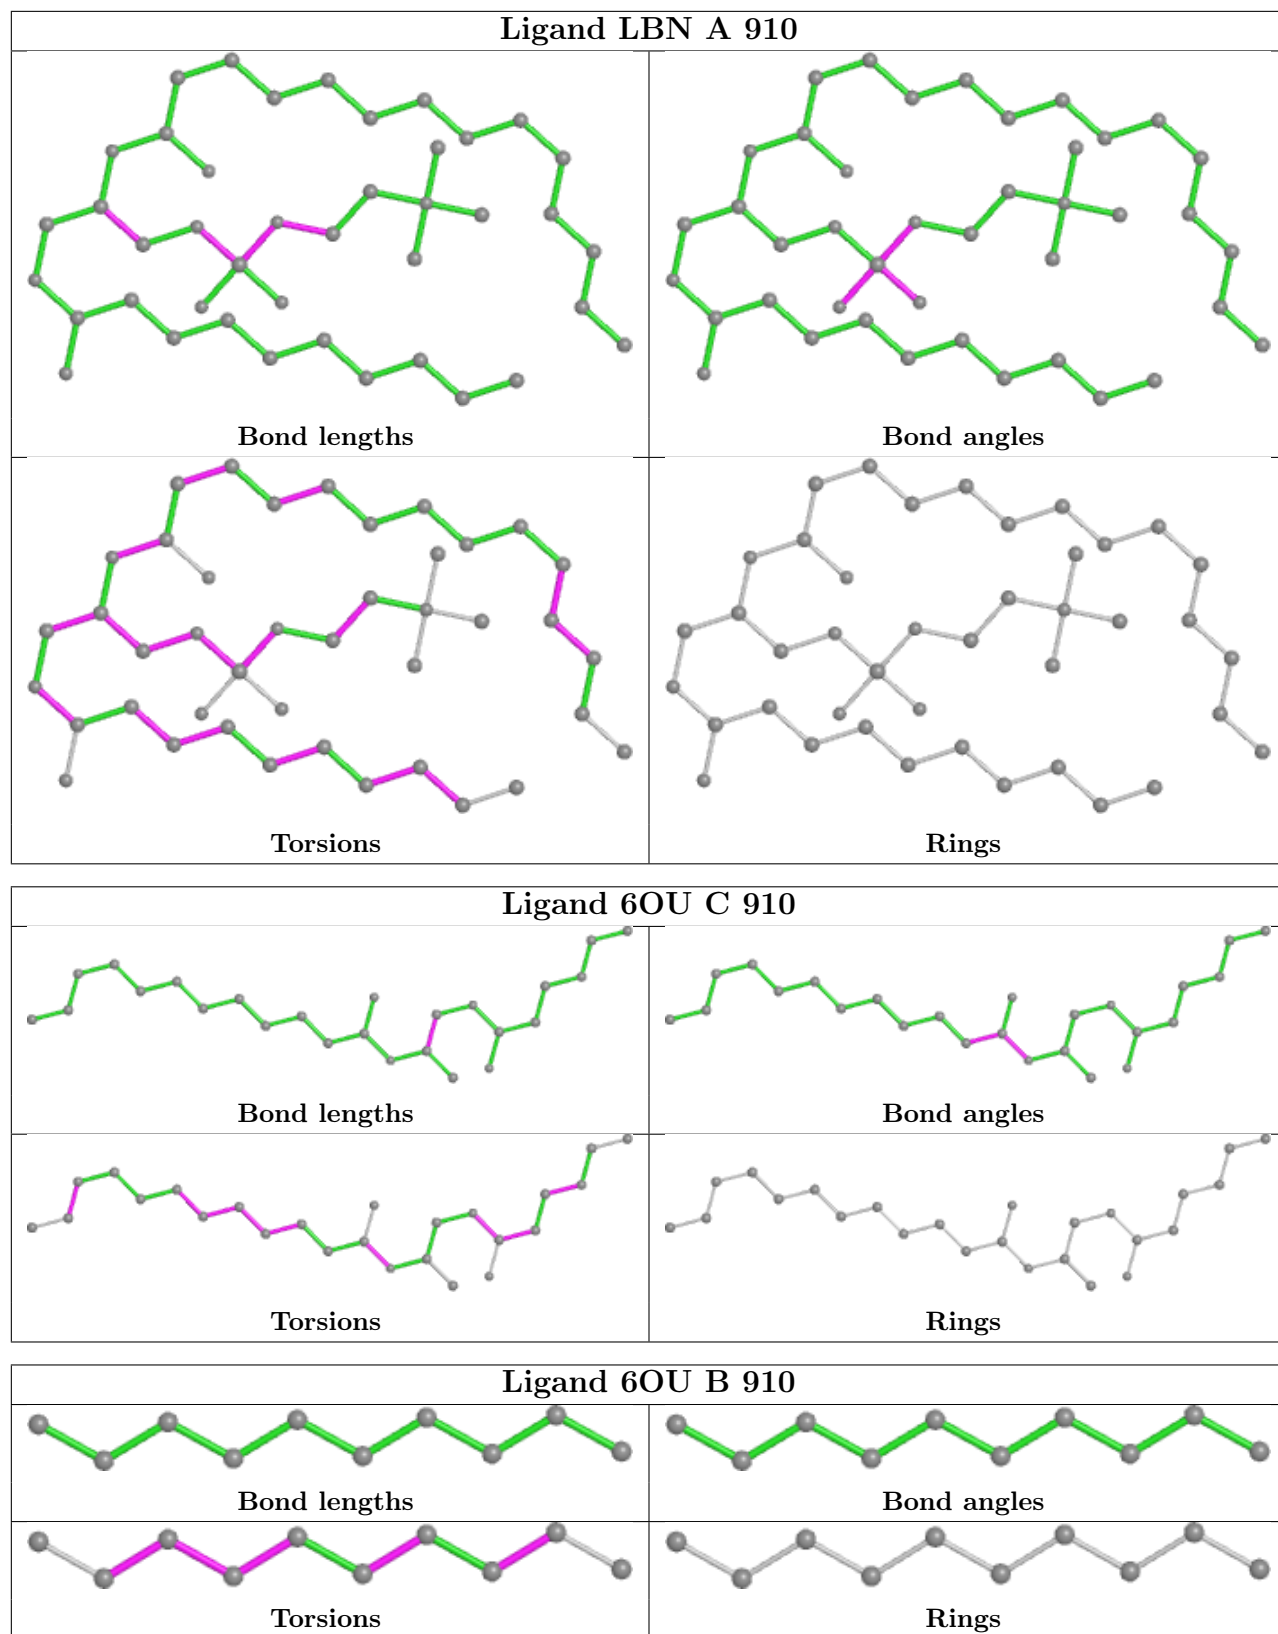 Ligand LBN A 910
Bond lengths
Bond angles
Torsions
Rings
Ligand 6OU C 910
Bond lengths
Bond angles
Torsions
Rings
Ligand 6OU B 910
Bond lengths
Bond angles
Torsions
Rings